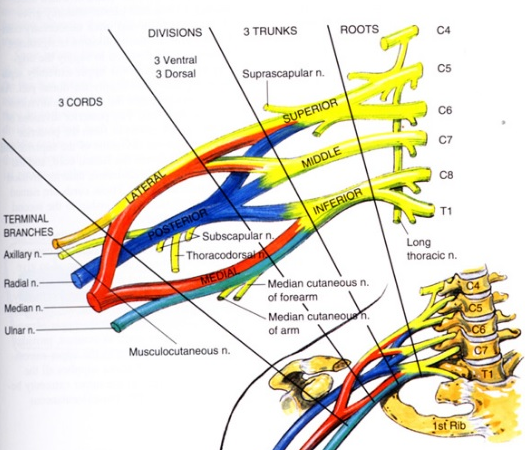 DIVISIONS
3 TRUNKS
ROOTS
C4
3 Ventral
3 Dorsal
Suprascapular n.
C5
3 CORDS
SUPERIOR
C6
C7
MIDDLE
LATERAL
C8
INFERIOR
T1
TERMINAL
BRANCHES
POSTERIOR
Subscapular n.
Axillary n.
Thoracodorsal n.
Long
thoracic n.
MEDIAL
Radial n.
Median cutaneous n.
of forearm
C4
Median n.
C5
Median cutaneous n.
of arm
Ulnar n.
C6
Musculocutaneous n.
C7
T1
1st Rib